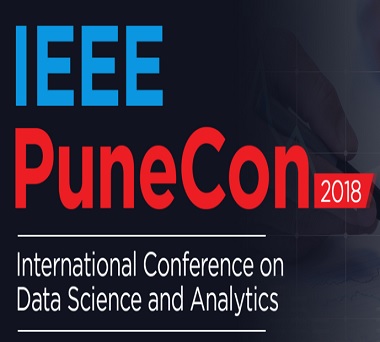 IEEE
PuneCon 2018
International Conference on
Data Science and Analytics